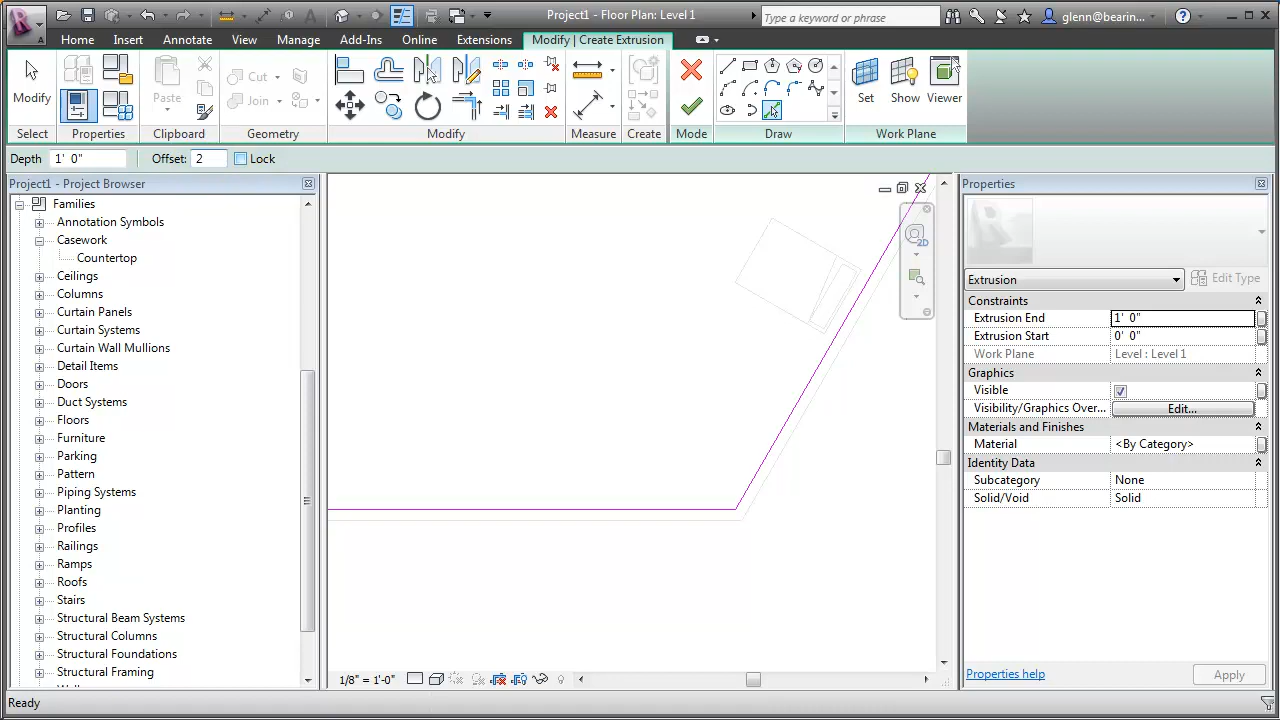 Project1 - Floor Plan: Level 1
Type a keyword or phrase
glenn@bearin...
Home
Insert
Annotate
View
Manage
Add-Ins
Online
Extensions
Modify | Create Extrusion
Modify
Paste
Cut
Join
Set
Show
Viewer
Select
Properties
Clipboard
Geometry
Modify
Measure
Create
Mode
Draw
Work Plane
Depth 1' 0"
Offset: 2
Lock
Project1 - Project Browser
Families
Annotation Symbols
Casework
Countertop
Ceilings
Columns
Curtain Panels
Curtain Systems
Curtain Wall Mullions
Detail Items
Doors
Duct Systems
Floors
Furniture
Parking
Pattern
Piping Systems
Planting
Profiles
Railings
Ramps
Roofs
Stairs
Structural Beam Systems
Structural Columns
Structural Foundations
Structural Framing
2D
1/8" = 1'-0"
Properties
Extrusion
Edit Type
Constraints
Extrusion End 1' 0"
Extrusion Start 0' 0"
Work Plane Level : Level 1
Graphics
Visible
Visibility/Graphics Over... Edit...
Materials and Finishes
Material <By Category>
Identity Data
Subcategory None
Solid/Void Solid
Properties help
Apply
Ready